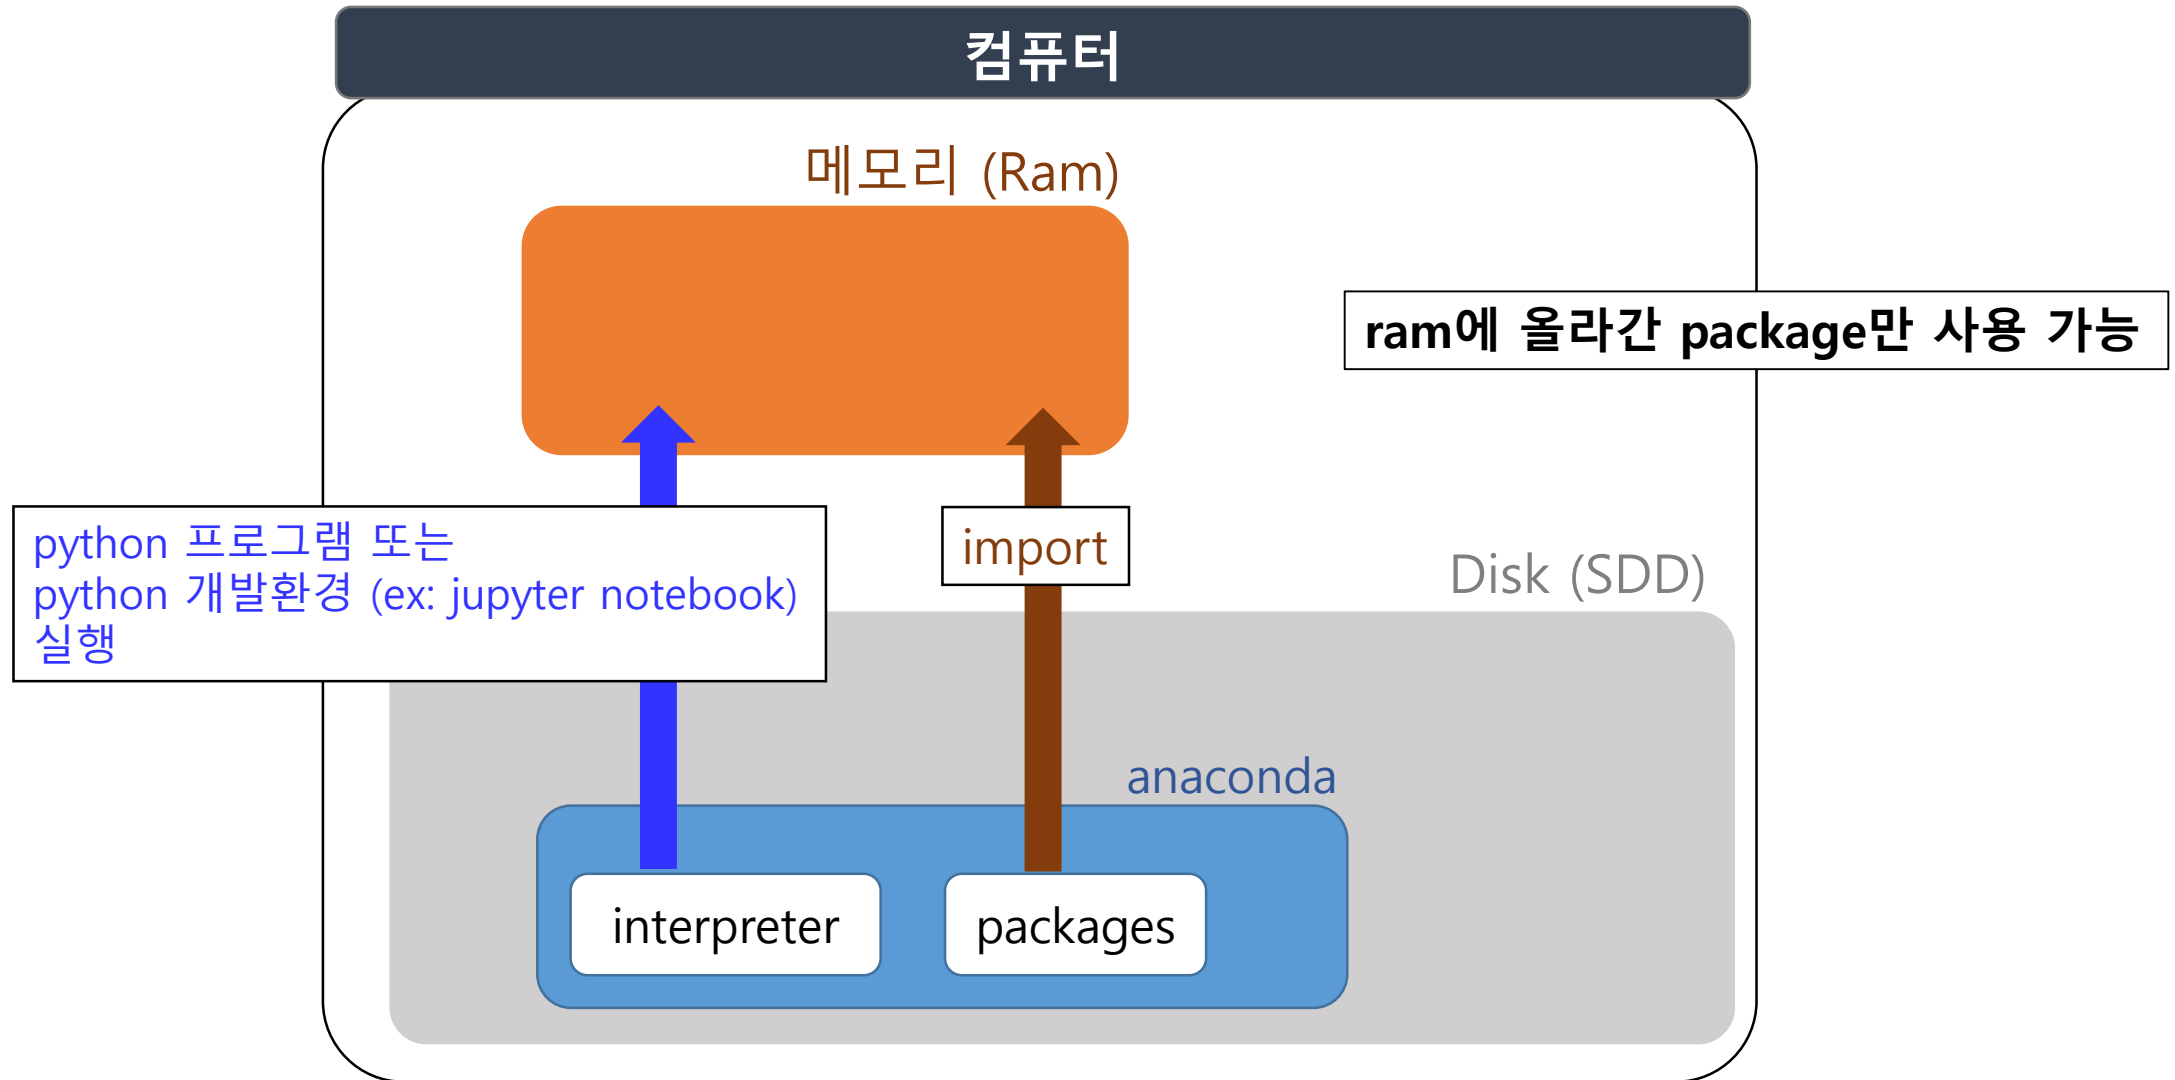 컴퓨터
메모리 (Ram)
ram에 올라간 package만 사용 가능
python 프로그램 또는
python 개발환경 (ex: jupyter notebook)
실행
import
Disk (SDD)
anaconda
interpreter
packages